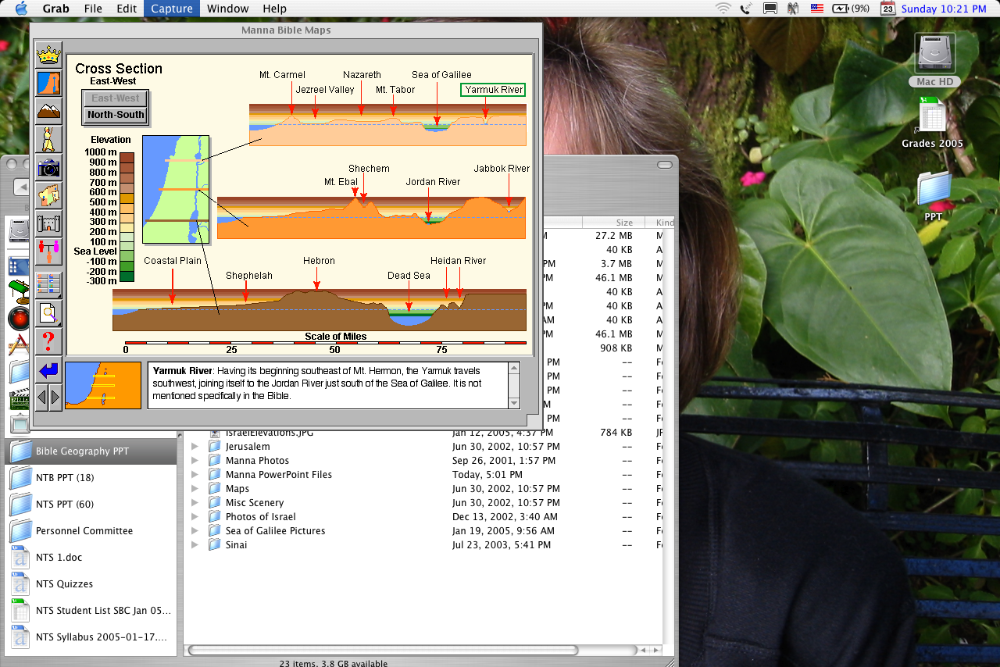 Grab File Edit Capture Window Help (9%) 23 Sunday 10:21 PM
Manna Bible Maps
Cross Section
East-West
East-West
North-South
Mt. Carmel Nazareth Sea of Galilee
Jezreel Valley Mt. Tabor Yarmuk River
Elevation
1000 m
900 m
800 m
700 m
600 m
500 m
400 m
300 m
200 m
100 m
Sea Level
-100 m
-200 m
-300 m
Shechem Jabbok River
Mt. Ebal Jordan River
Coastal Plain Hebron Heidan River
Shephelah Dead Sea
Scale of Miles
0 25 50 75
Yarmuk River: Having its beginning southeast of Mt. Hermon, the Yarmuk travels
southwest, joining itself to the Jordan River just south of the Sea of Galilee. It is not
mentioned specifically in the Bible.
Mac HD
Grades 2005
PPT
Size Kind
27.2 MB
40 KB
PM 3.7 MB
PM 46.1 MB
40 KB
PM 40 KB
AM 40 KB
PM 46.1 MB
908 KB
PM --
PM --
PM --
--
PM --
IsraelElevations.JPG Jan 12, 2005, 4:37 PM 784 KB
Jerusalem Jun 30, 2002, 10:57 PM --
Manna Photos Sep 26, 2001, 1:57 PM --
Manna PowerPoint Files Today, 5:01 PM --
Maps Jun 30, 2002, 10:57 PM --
Misc Scenery Jun 30, 2002, 10:57 PM --
Photos of Israel Dec 13, 2002, 3:40 AM --
Sea of Galilee Pictures Jan 19, 2005, 9:56 AM --
Sinai Jul 23, 2003, 5:41 PM --
Bible Geography PPT
NTB PPT (18)
NTS PPT (60)
Personnel Committee
NTS 1.doc
NTS Quizzes
NTS Student List SBC Jan 05...
NTS Syllabus 2005-01-17....
23 items, 3.8 GB available